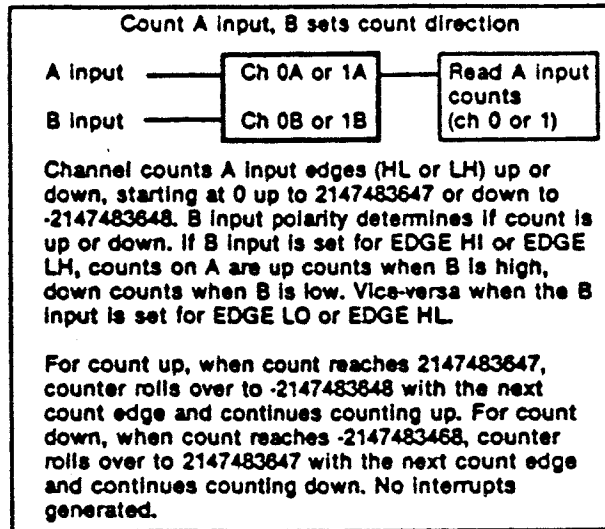 Count A input, B sets count direction
A input
Ch 0A or 1A
Read A input
counts
B input
Ch 0B or 1B
(ch 0 or 1)
Channel counts A input edges (HL or LH) up or
down, starting at 0 up to 2147483647 or down to
-2147483648. B input polarity determines if count is
up or down. If B input is set for EDGE HI or EDGE
LH, counts on A are up counts when B is high,
down counts when B is low. Vice-versa when the B
input is set for EDGE LO or EDGE HL.
For count up, when count reaches 2147483647,
counter rolls over to -2147483648 with the next
count edge and continues counting up. For count
down, when count reaches -2147483468, counter
rolls over to 2147483647 with the next count edge
and continues counting down. No interrupts
generated.